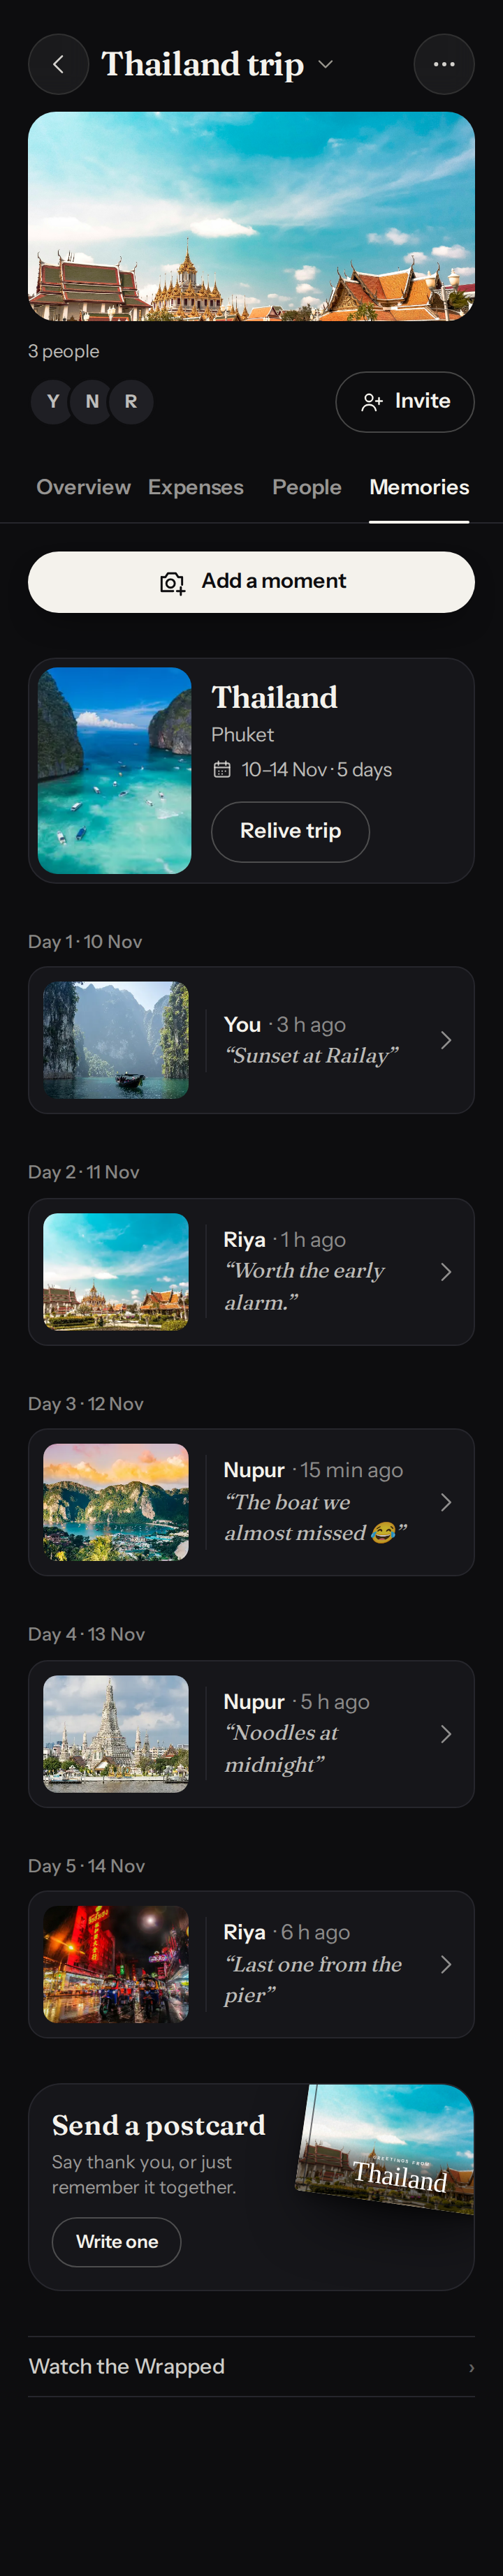 Thailand trip
3 people
Y N R
Invite
Overview Expenses People Memories
Add a moment
Thailand
Phuket
10–14 Nov · 5 days
Relive trip
Day 1 · 10 Nov
You · 3 h ago
“Sunset at Railay”
Day 2 · 11 Nov
Riya · 1 h ago
“Worth the early
alarm.”
Day 3 · 12 Nov
Nupur · 15 min ago
“The boat we
almost missed 😂”
Day 4 · 13 Nov
Nupur · 5 h ago
“Noodles at
midnight”
Day 5 · 14 Nov
Riya · 6 h ago
“Last one from the
pier”
Send a postcard
Say thank you, or just
remember it together.
GREETINGS FROM
Thailand
Write one
Watch the Wrapped